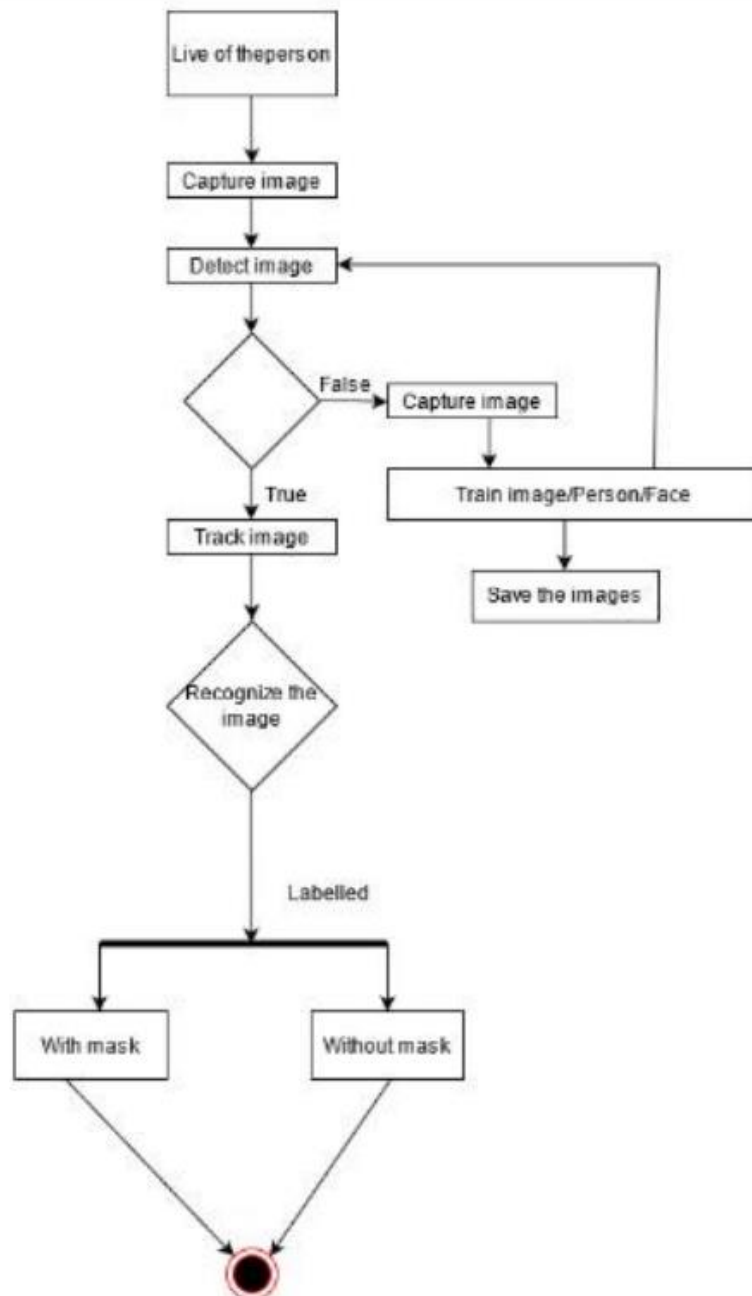 Live of theperson
Capture image
Detect image
False
Capture image
True
Train image/Person/Face
Track image
Save the images
Recognize the
image
Labelled
With mask
Without mask